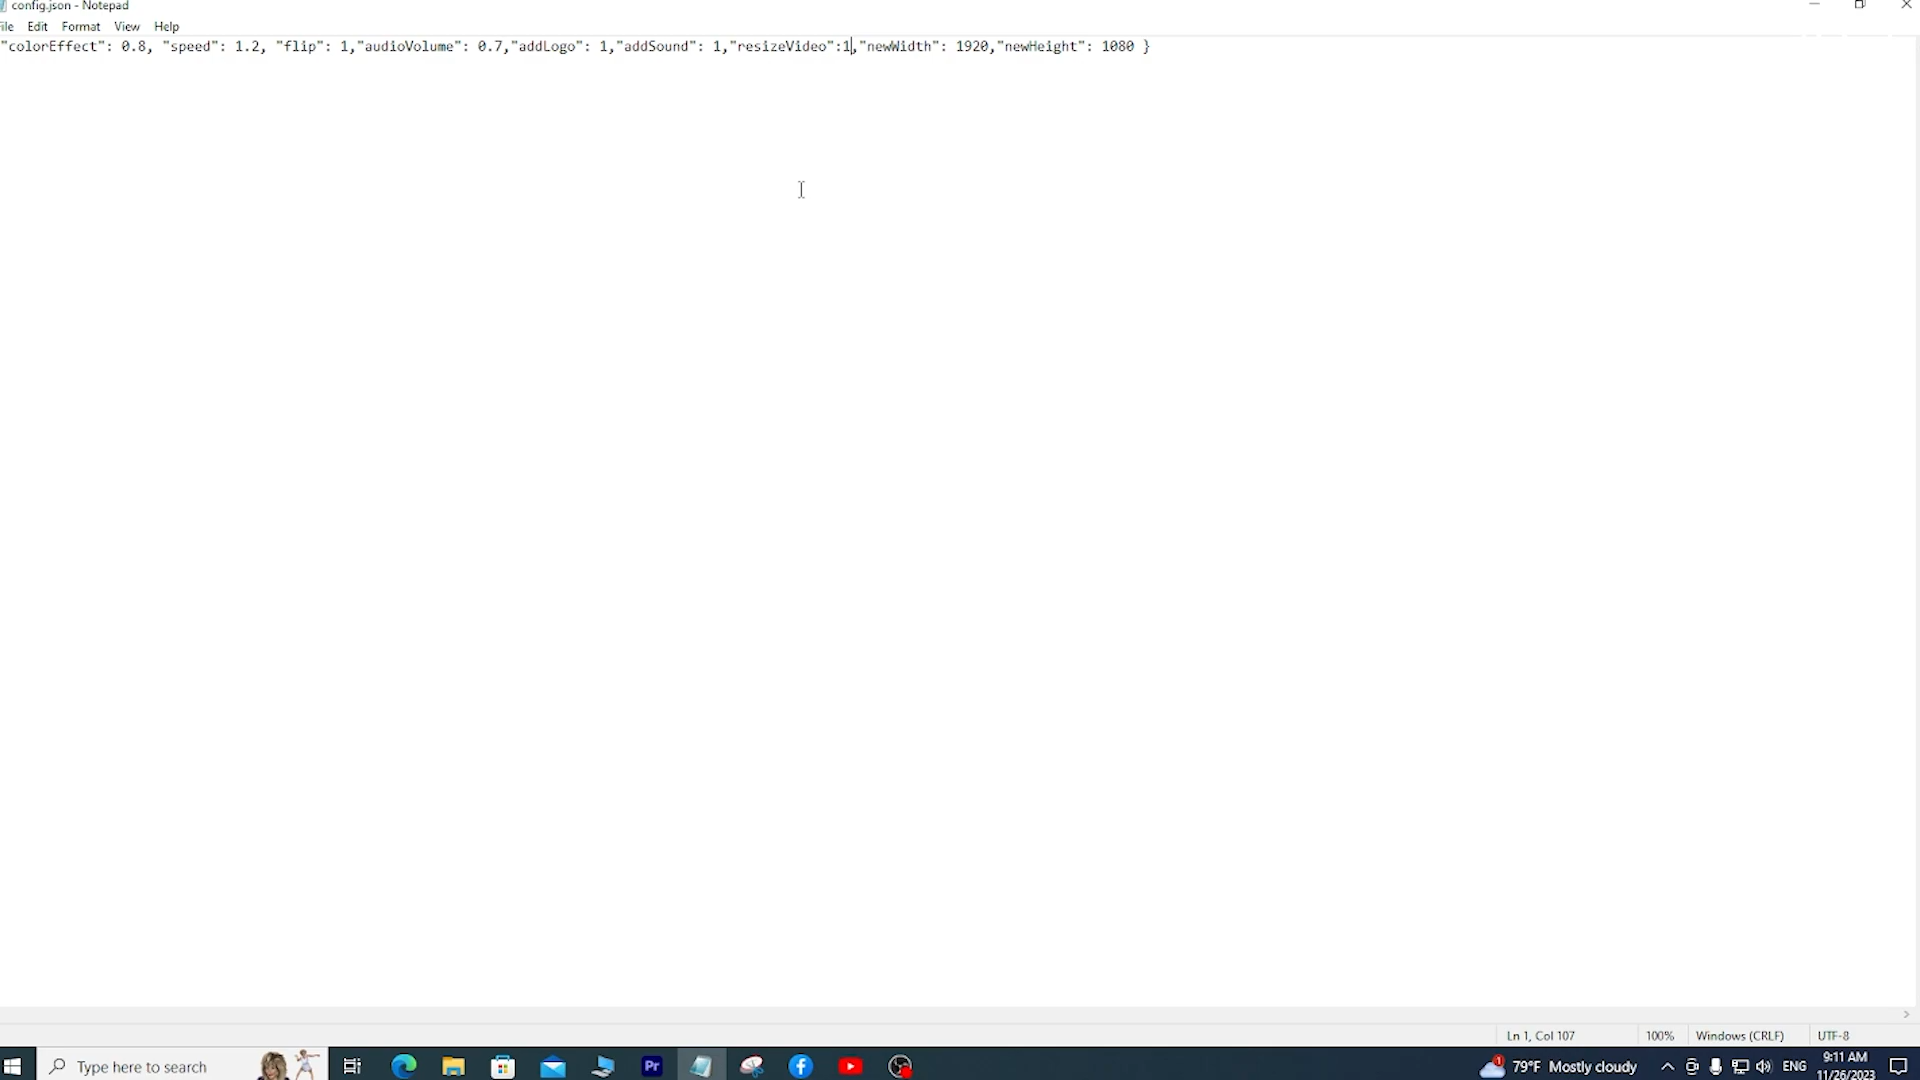 config.json - Notepad
ile Edit Format View Help
"colorEffect": 0.8, "speed": 1.2, "flip": 1,"audioVolume": 0.7,"addLogo": 1,"addSound": 1,"resizeVideo":1,"newWidth": 1920,"newHeight": 1080 }
Ln 1, Col 107 100% Windows (CRLF) UTF-8
Type here to search Pr 1 79°F Mostly cloudy ENG 9:11 AM
11/26/2023